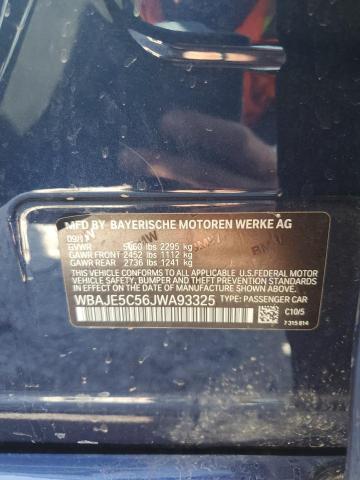 MFD BY BAYERISCHE MOTOREN WERKE AG
GVWR 5060 lbs 2295 kg
GAWR FRONT 2452 lbs 1112 kg
GAWR REAR 2736 lbs 1241 kg
THIS VEHICLE CONFORMS TO ALL APPLICABLE U.S. FEDERAL MOTOR
VEHICLE SAFETY, BUMPER AND THEFT PREVENTION STANDARDS IN
EFFECT ON THE DATE OF MANUFACTURE SHOWN ABOVE.
WBAJE5C56JWA93325 TYPE: PASSENGER CAR
C10/5
7 315 814